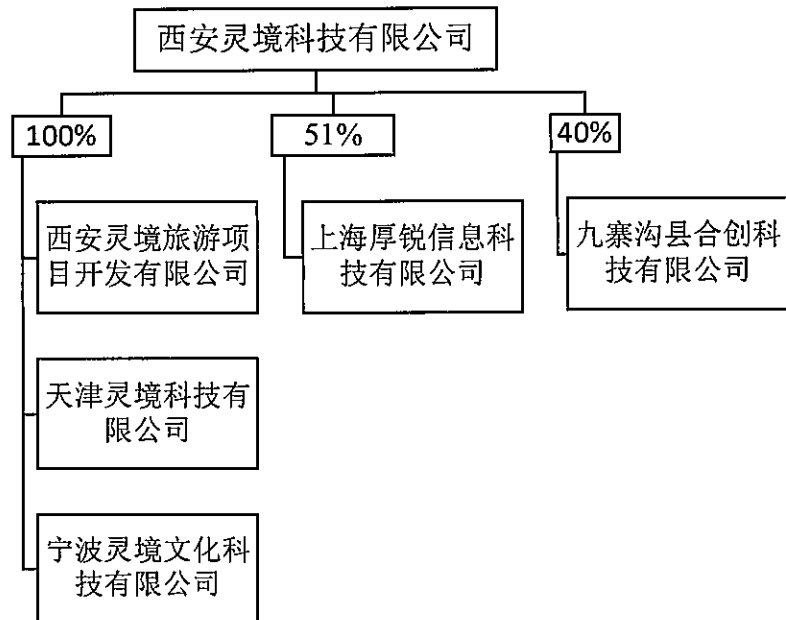 西安灵境科技有限公司
100%
51%
40%
西安灵境旅游项
目开发有限公司
上海厚锐信息科
技有限公司
九寨沟县合创科
技有限公司
天津灵境科技有
限公司
宁波灵境文化科
技有限公司